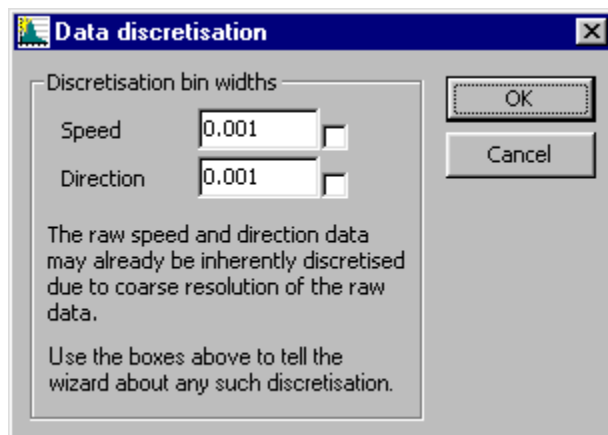 Data discretisation
Discretisation bin widths
Speed 0.001
Direction 0.001
OK
Cancel
The raw speed and direction data
may already be inherently discretised
due to coarse resolution of the raw
data.
Use the boxes above to tell the
wizard about any such discretisation.